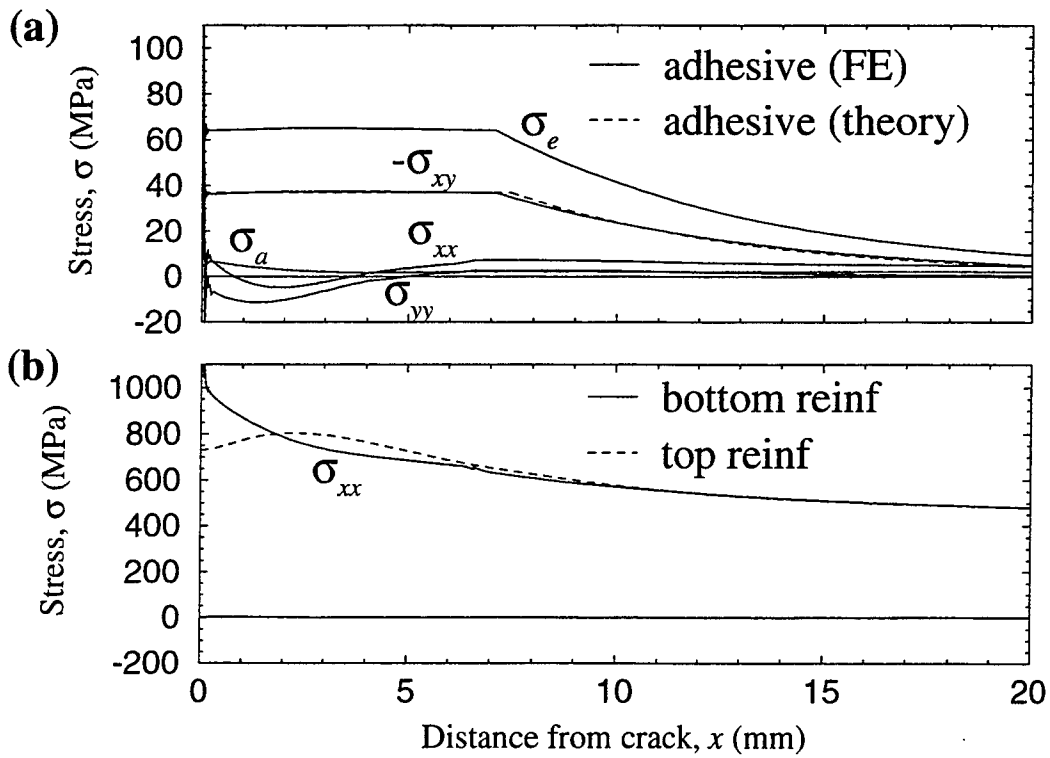 (a)
Stress, σ (MPa)
100
80
60
40
20
0
-20
adhesive (FE)
adhesive (theory)
σe
-σxy
σa
σxx
σyy
(b)
Stress, σ (MPa)
1000
800
600
400
200
0
-200
bottom reinf
top reinf
σxx
0 5 10 15 20
Distance from crack, x (mm)